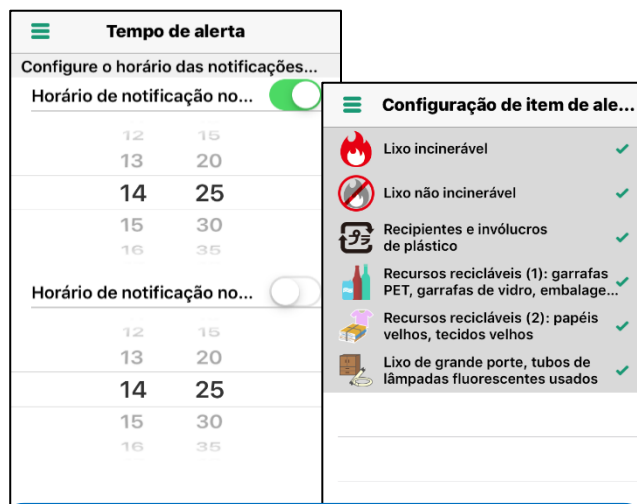 Tempo de alerta
Configure o horário das notificações...
Horário de notificação no...
12 15
13 20
14 25
15 30
16 35
Horário de notificação no...
12 15
13 20
14 25
15 30
16 35
Configuração de item de ale...
Lixo incinerável
Lixo não incinerável
プラ
Recipientes e invólucros
de plástico
Recursos recicláveis (1): garrafas
PET, garrafas de vidro, embalage...
Recursos recicláveis (2): papéis
velhos, tecidos velhos
Lixo de grande porte, tubos de
lâmpadas fluorescentes usados